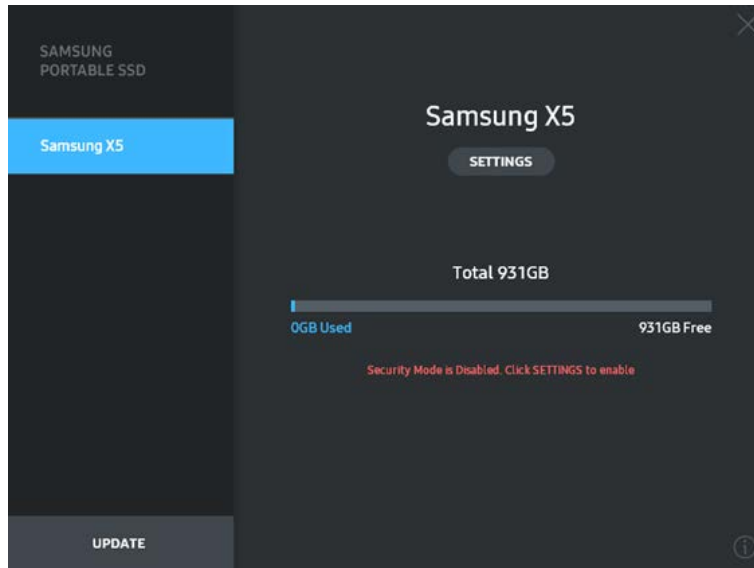 SAMSUNG
PORTABLE SSD
Samsung X5
Samsung X5
SETTINGS
Total 931GB
0GB Used
931GB Free
Security Mode is Disabled. Click SETTINGS to enable
UPDATE